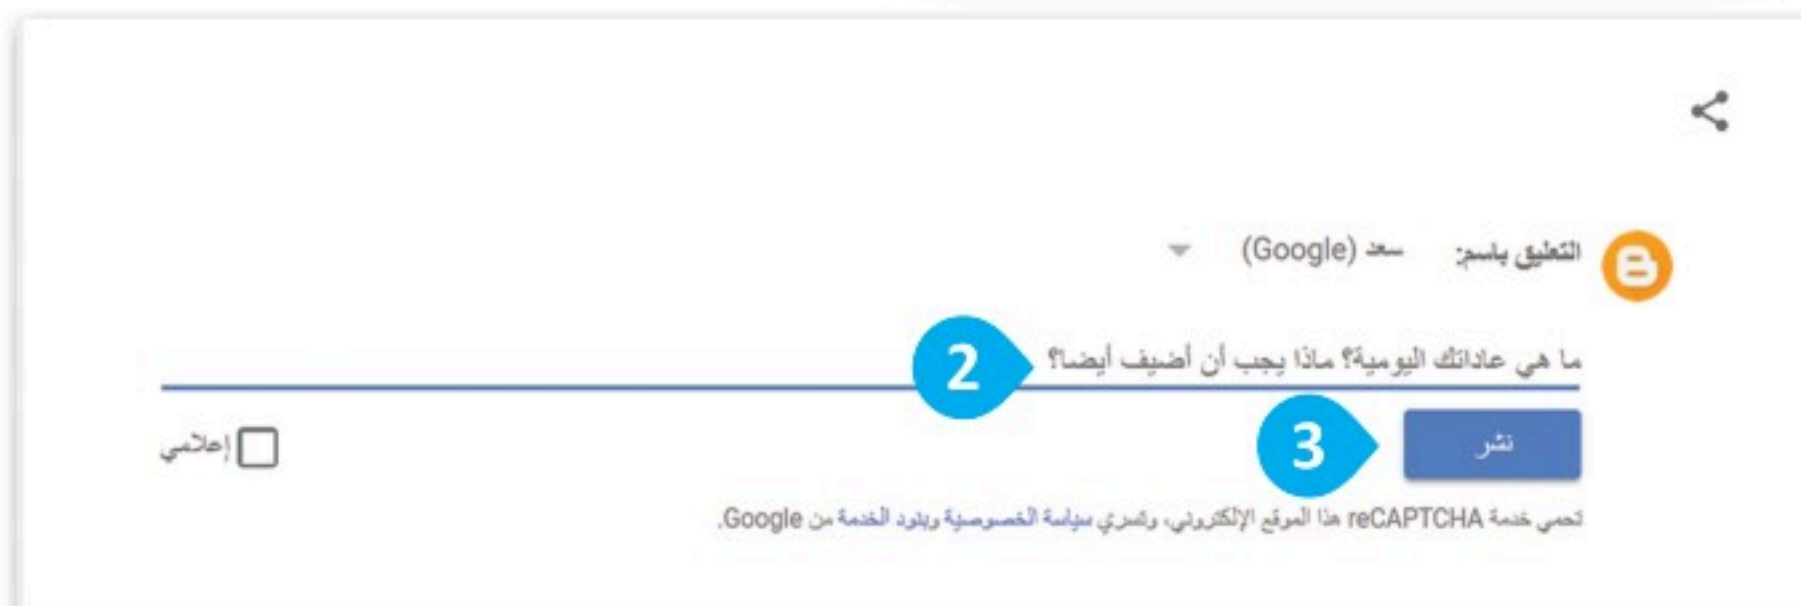 التعليق باسم: سعد (Google)
ما هي عاداتك اليومية؟ ماذا يجب أن أضيف أيضا؟
2
نشر
3
إعلامي
تحمي خدمة reCAPTCHA هذا الموقع الإلكتروني، وتسري سياسة الخصوصية وبنود الخدمة من Google.